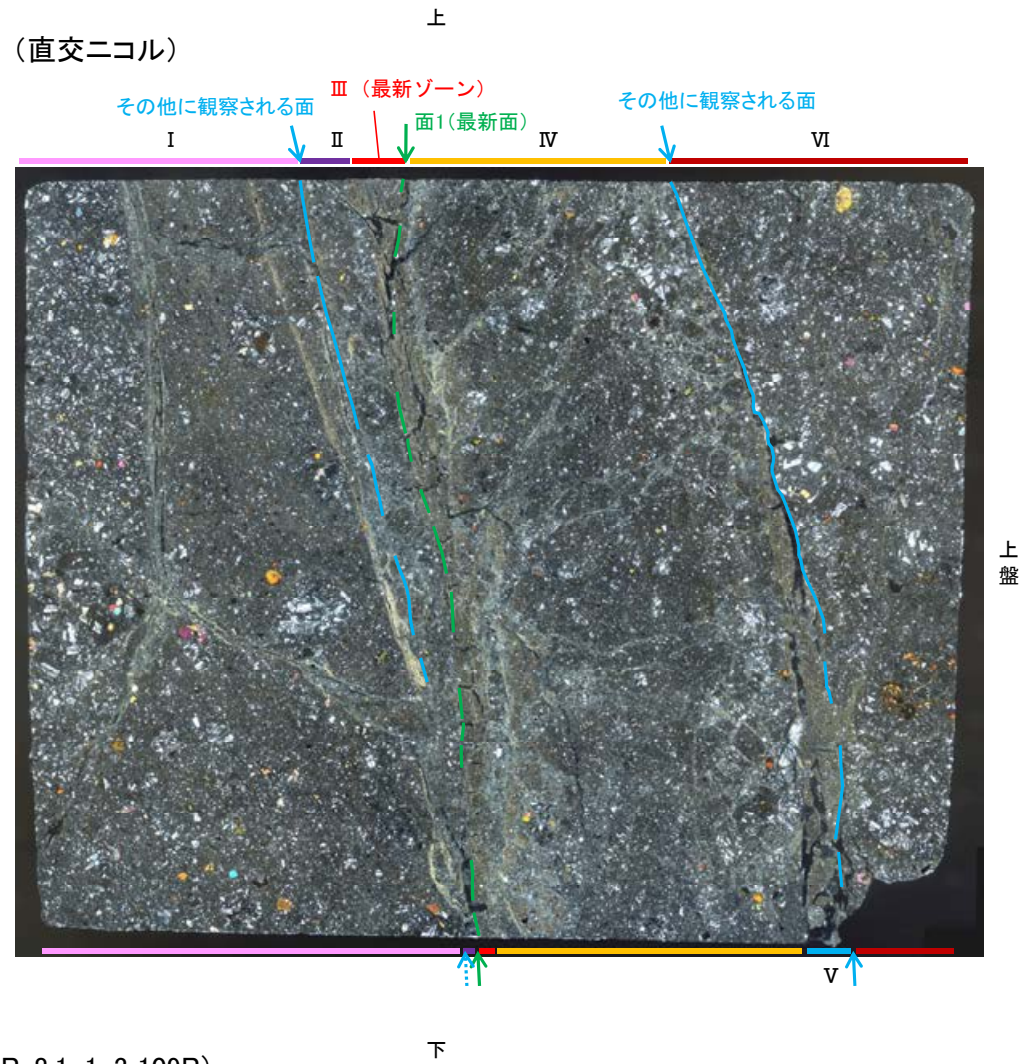 上
（直交ニコル）
Ⅲ （最新ゾーン）
その他に観察される面
その他に観察される面
面1（最新面）
Ⅰ
Ⅱ
Ⅳ
Ⅵ
上
盤
Ⅴ
下